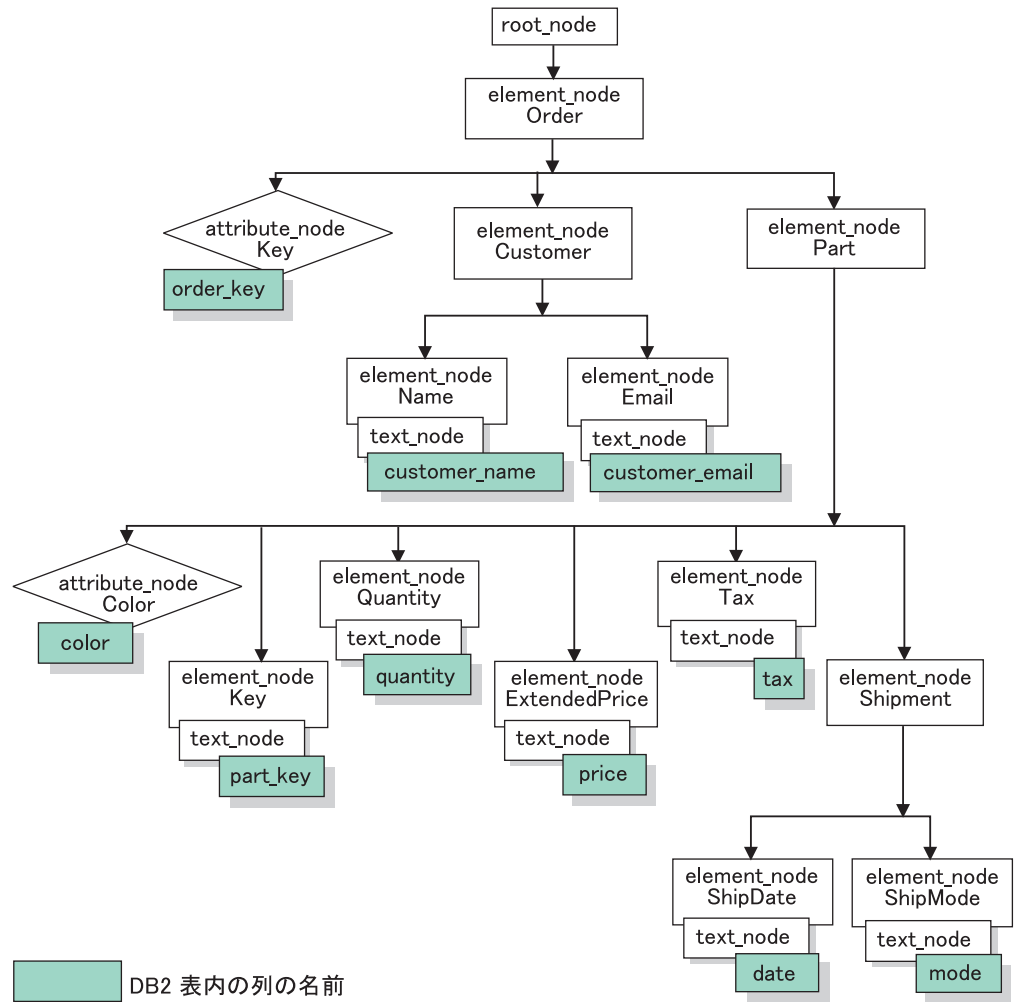 root_node
element_node
Order
attribute_node
Key
order_key
element_node
Customer
element_node
Part
element_node
Name
text_node
customer_name
element_node
Email
text_node
customer_email
attribute_node
Color
color
element_node
Key
text_node
part_key
element_node
Quantity
text_node
quantity
element_node
ExtendedPrice
text_node
price
element_node
Tax
text_node
tax
element_node
Shipment
element_node
ShipDate
text_node
date
element_node
ShipMode
text_node
mode
DB2 表内の列の名前